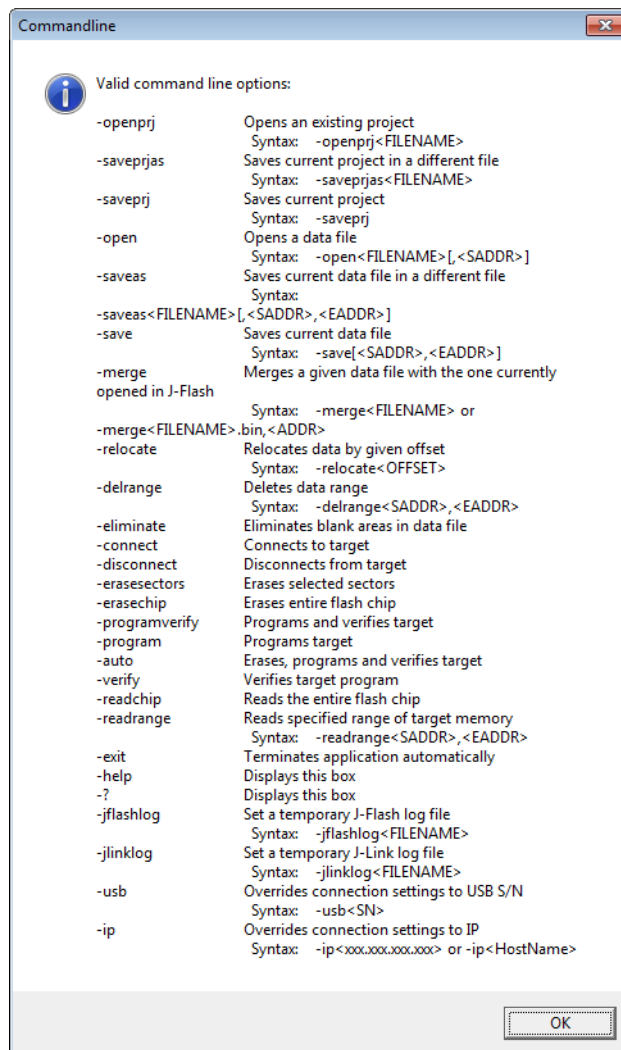 Commandline
Valid command line options:
-openprj Opens an existing project
Syntax: -openprj<FILENAME>
-saveprjas Saves current project in a different file
Syntax: -saveprjas<FILENAME>
-saveprj Saves current project
Syntax: -saveprj
-open Opens a data file
Syntax: -open<FILENAME>[,<SADDR>]
-saveas Saves current data file in a different file
Syntax:
-saveas<FILENAME>[,<SADDR>,<EADDR>]
-save Saves current data file
Syntax: -save[<SADDR>,<EADDR>]
-merge Merges a given data file with the one currently
opened in J-Flash
Syntax: -merge<FILENAME> or
-merge<FILENAME>.bin,<ADDR>
-relocate Relocates data by given offset
Syntax: -relocate<OFFSET>
-delrange Deletes data range
Syntax: -delrange<SADDR>,<EADDR>
-eliminate Eliminates blank areas in data file
-connect Connects to target
-disconnect Disconnects from target
-erasesectors Erases selected sectors
-erasechip Erases entire flash chip
-programverify Programs and verifies target
-program Programs target
-auto Erases, programs and verifies target
-verify Verifies target program
-readchip Reads the entire flash chip
-readrange Reads specified range of target memory
Syntax: -readrange<SADDR>,<EADDR>
-exit Terminates application automatically
-help Displays this box
-? Displays this box
-jflashlog Set a temporary J-Flash log file
Syntax: -jflashlog<FILENAME>
-jlinklog Set a temporary J-Link log file
Syntax: -jlinklog<FILENAME>
-usb Overrides connection settings to USB S/N
Syntax: -usb<SN>
-ip Overrides connection settings to IP
Syntax: -ip<xxx.xxx.xxx.xxx> or -ip<HostName>
OK